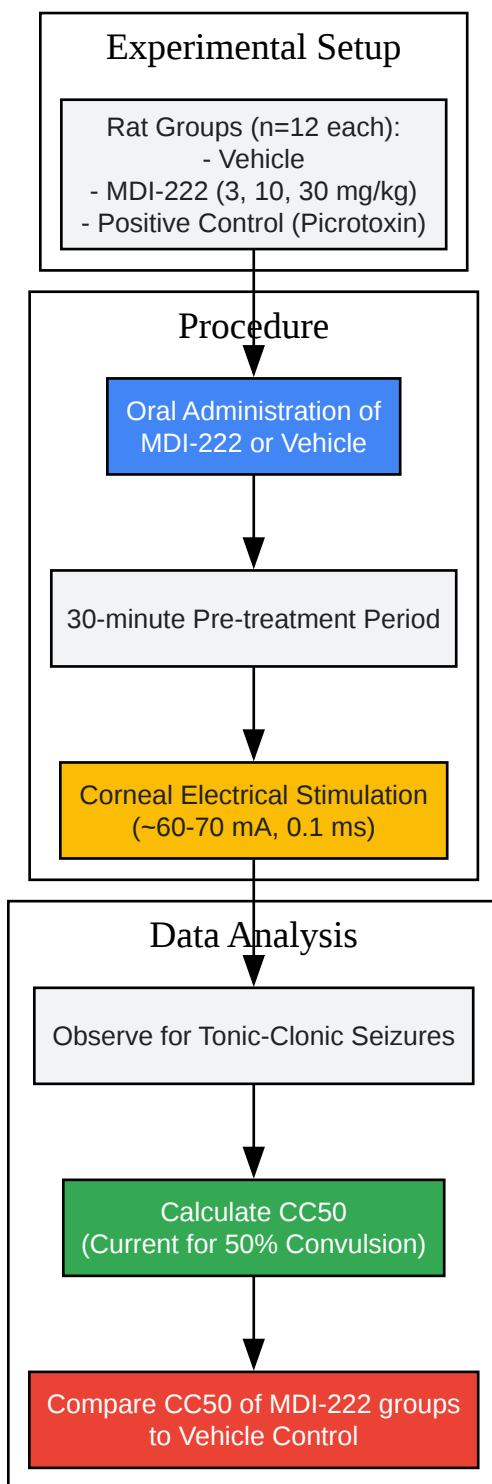 Experimental Setup
Rat Groups (n=12 each):
- Vehicle
- MDI-222 (3, 10, 30 mg/kg)
- Positive Control (Picrotoxin)
Procedure
Oral Administration of
MDI-222 or Vehicle
30-minute Pre-treatment Period
Corneal Electrical Stimulation
(~60-70 mA, 0.1 ms)
Data Analysis
Observe for Tonic-Clonic Seizures
Calculate CC50
(Current for 50% Convulsion)
Compare CC50 of MDI-222 groups
to Vehicle Control